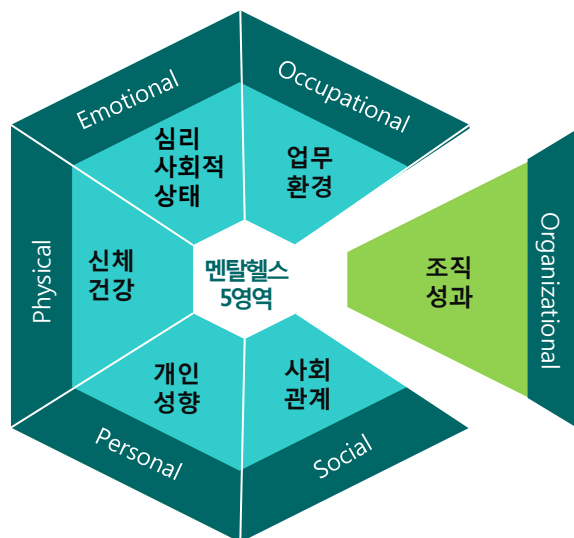 Emotional
Occupational
심리
사회적
상태
업무
환경
Physical
신체
건강
멘탈헬스
5영역
조직
성과
Organizational
개인
성향
사회
관계
Personal
Social